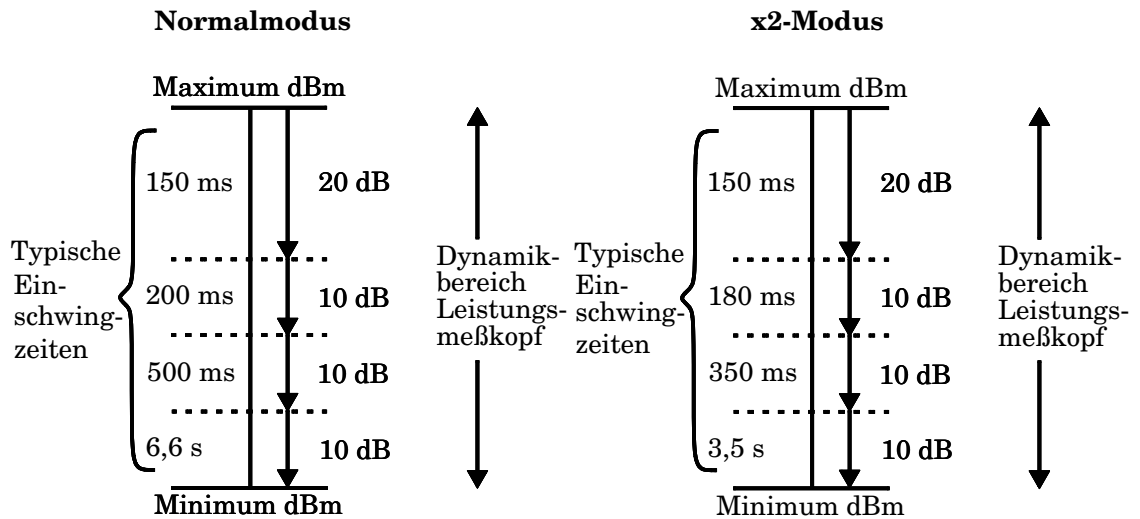 Normalmodus
Maximum dBm
150 ms
20 dB
Typische
Ein-
schwing-
zeiten
200 ms
10 dB
500 ms
10 dB
6,6 s
10 dB
Minimum dBm
Dynamik-
bereich
Leistungs-
meßkopf
x2-Modus
Maximum dBm
150 ms
20 dB
Typische
Ein-
schwing-
zeiten
180 ms
10 dB
350 ms
10 dB
3,5 s
10 dB
Minimum dBm
Dynamik-
bereich
Leistungs-
meßkopf